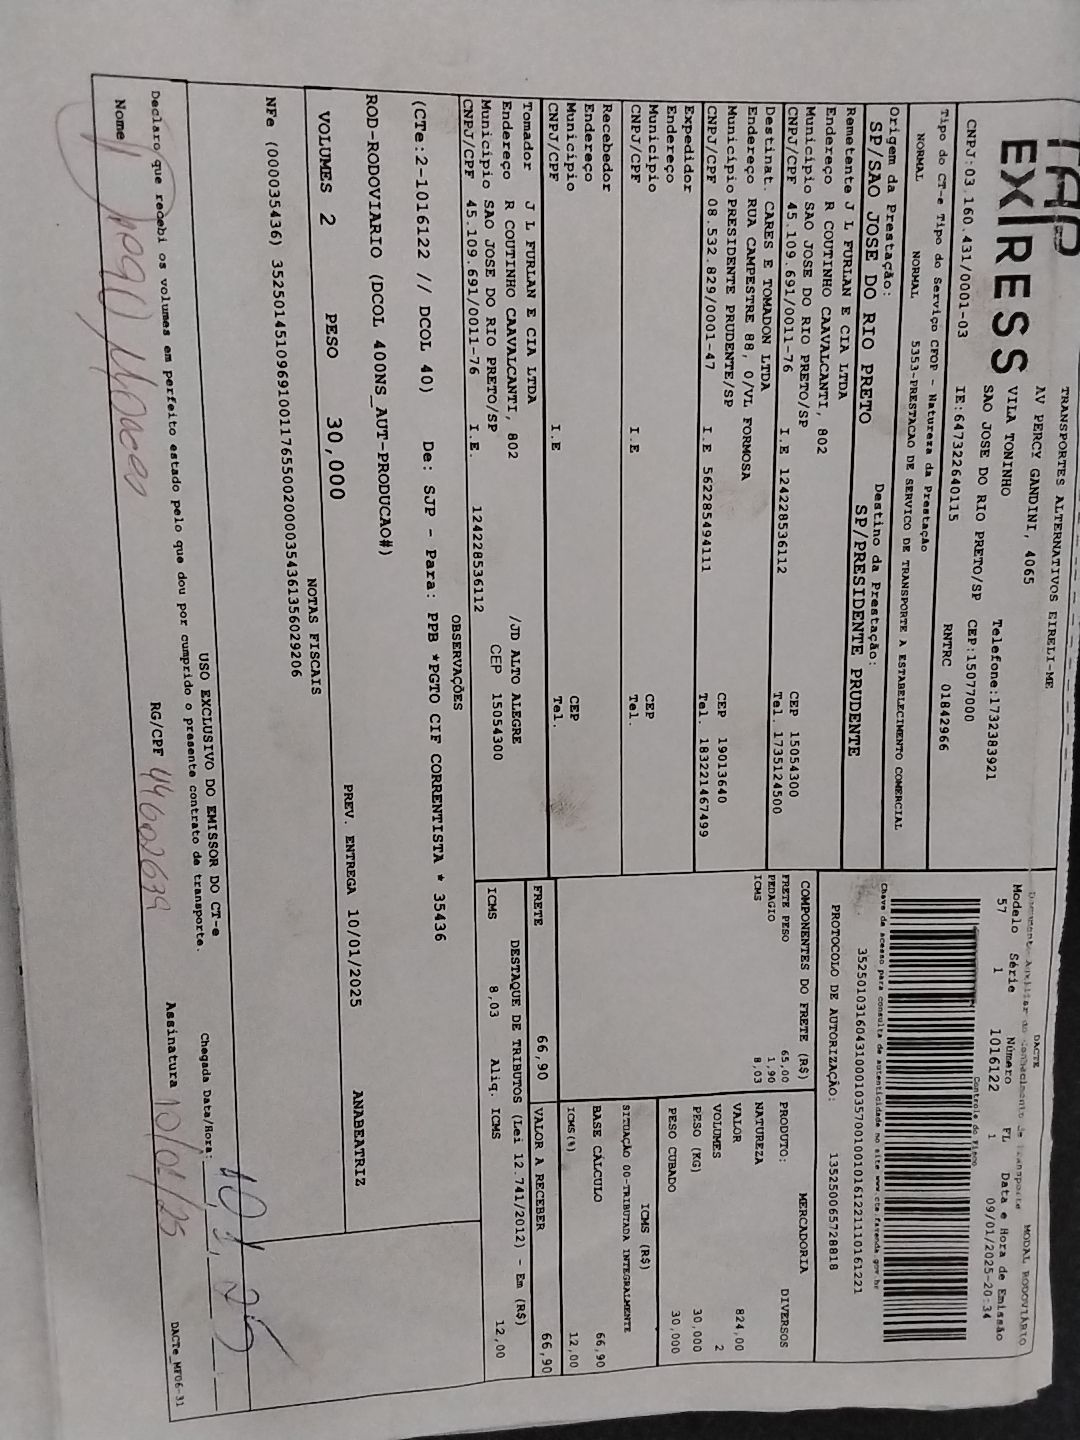 TAP
EXPRESS
TRANSPORTES ALTERNATIVOS EIRELI-ME
AV PERCY GANDINI, 4065
VILA TONINHO Telefone:1732383921
SAO JOSE DO RIO PRETO/SP CEP:15077000
CNPJ:03.160.431/0001-03 IE:647322640115 RNTRC 01842966
Tipo do CT-e Tipo do Serviço CFOP - Natureza da Prestação
NORMAL NORMAL 5353-PRESTACAO DE SERVICO DE TRANSPORTE A ESTABELECIMENTO COMERCIAL
Origem da Prestação: Destino da Prestação:
SP/SAO JOSE DO RIO PRETO SP/PRESIDENTE PRUDENTE
Remetente J L FURLAN E CIA LTDA
Endereço R COUTINHO CAAVALCANTI, 802
Município SAO JOSE DO RIO PRETO/SP CEP 15054300
CNPJ/CPF 45.109.691/0011-76 I.E 124228536112 Tel. 1735124500
Destinat. CARES E TOMADON LTDA
Endereço RUA CAMPESTRE 88, 0/VL FORMOSA
Município PRESIDENTE PRUDENTE/SP CEP 19013640
CNPJ/CPF 08.532.829/0001-47 I.E 562285494111 Tel. 183221467499
Expedidor
Endereço
Município CEP
CNPJ/CPF I.E Tel.
Recebedor
Endereço
Município CEP
CNPJ/CPF I.E Tel.
Tomador J L FURLAN E CIA LTDA
Endereço R COUTINHO CAAVALCANTI, 802 /JD ALTO ALEGRE
Município SAO JOSE DO RIO PRETO/SP CEP 15054300
CNPJ/CPF 45.109.691/0011-76 I.E. 124228536112
DACTE MODAL RODOVIÁRIO
Documento Auxiliar do Conhecimento de Transporte
Modelo Série Número FL Data e Hora de Emissão
57 1 1016122 1 09/01/2025-20:34
Controle do Fisco
Chave de acesso para consulta de autenticidade no site www.cte.fazenda.gov.br
35250103160431000103570010010161221110161221
PROTOCOLO DE AUTORIZAÇÃO: 135250065728818
COMPONENTES DO FRETE (R$)
FRETE PESO 65,00
PEDAGIO 1,90
ICMS 8,03
MERCADORIA
PRODUTO: DIVERSOS
NATUREZA
VALOR 824,00
VOLUMES 2
PESO (KG) 30,000
PESO CUBADO 30,000
ICMS (R$)
SITUAÇÃO 00-TRIBUTADA INTEGRALMENTE
BASE CÁLCULO 66,90
ICMS(%) 12,00
FRETE 66,90 VALOR A RECEBER 66,90
DESTAQUE DE TRIBUTOS (Lei 12.741/2012) - Em (R$)
ICMS 8,03 Aliq. ICMS 12,00
OBSERVAÇÕES
(CTe:2-1016122 // DCOL 40) De: SJP - Para: PPB *PGTO CIF CORRENTISTA * 35436
ROD-RODOVIARIO (DCOL 400NS_AUT-PRODUCAO#)
VOLUMES 2 PESO 30,000 PREV. ENTREGA 10/01/2025 ANABEATRIZ
NOTAS FISCAIS
NFe (000035436) 35250145109691001176550020000354361356029206
USO EXCLUSIVO DO EMISSOR DO CT-e
Declaro que recebi os volumes em perfeito estado pelo que dou por cumprido o presente contrato de transporte. Chegada Data/Hora: 10 1 25
Nome RG/CPF 44602639 Assinatura 10/01/25
DACTe_MF06-31